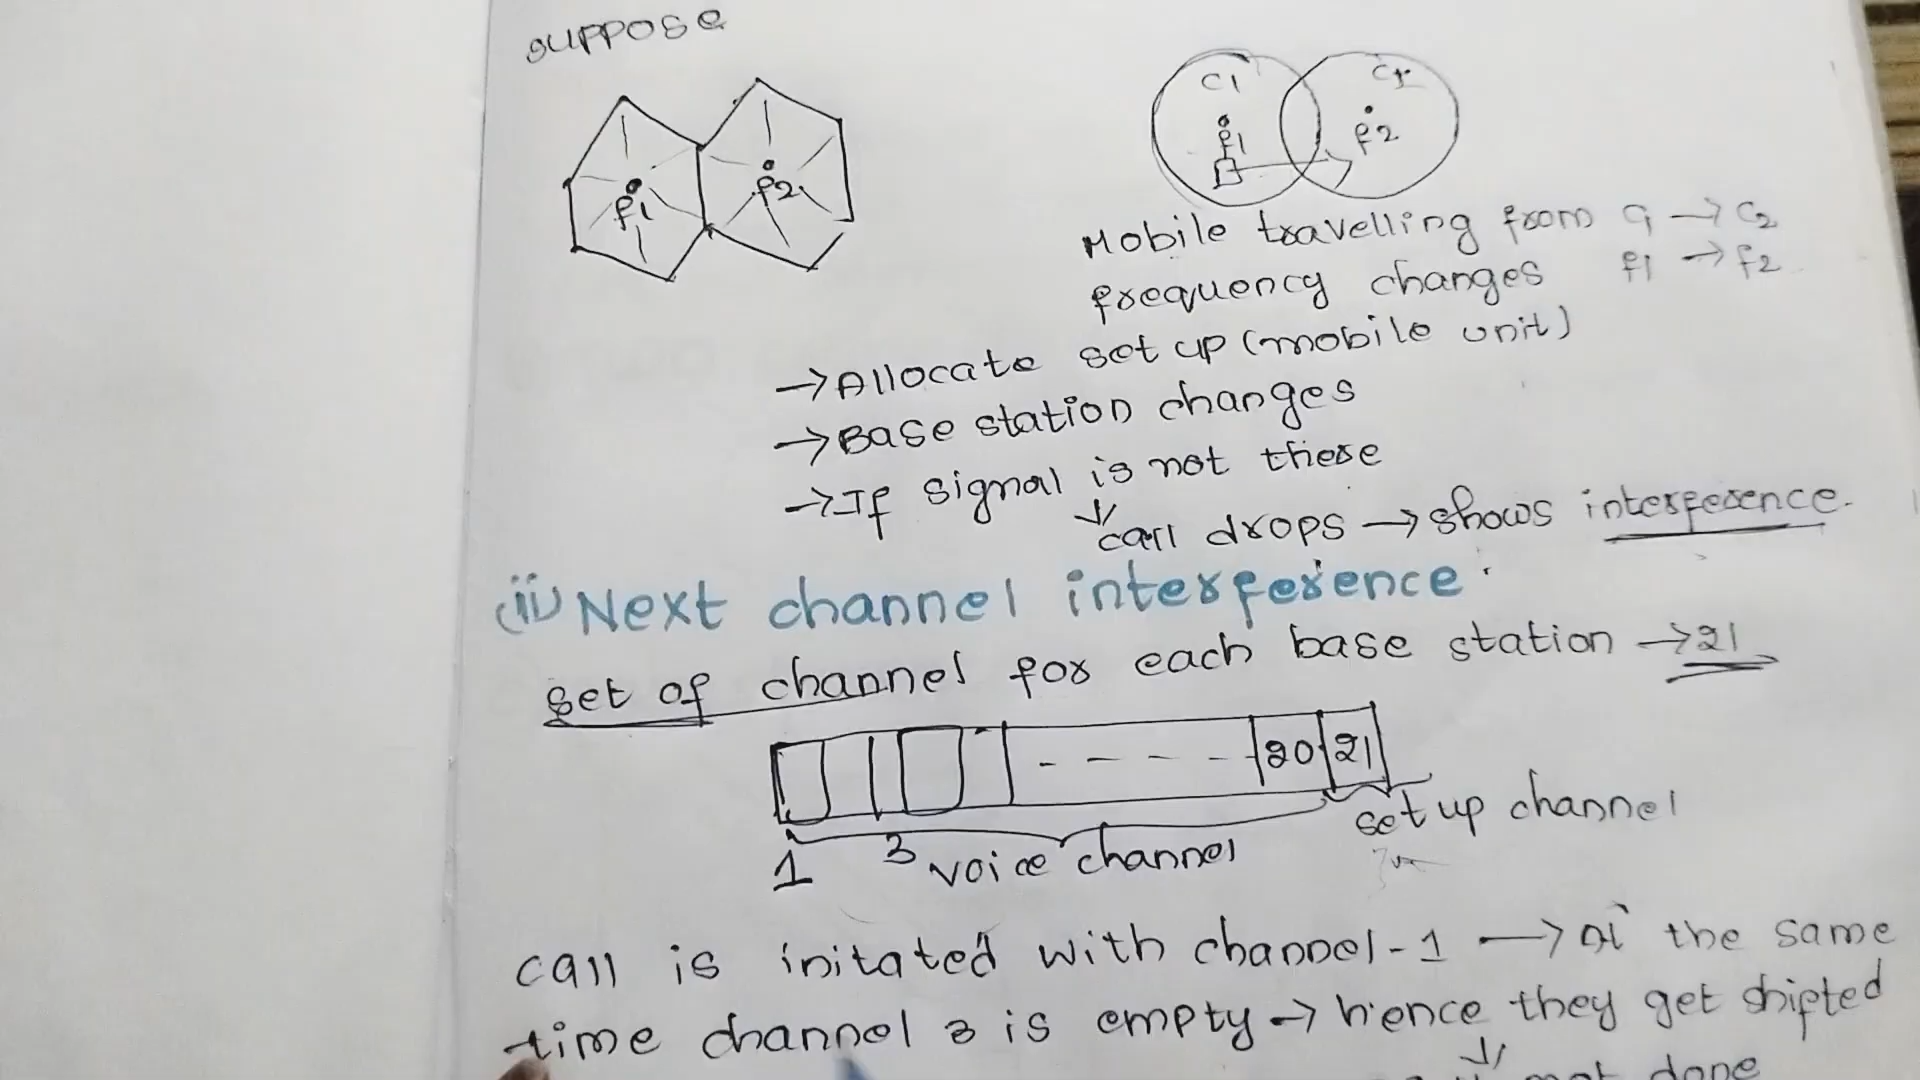 suppose
f1
f2
C1
f1
f2
Mobile travelling from C1 → C2
frequency changes f1 → f2
→ Allocate set up (mobile unit)
→ Base station changes
→ If signal is not there
↓
call drops → shows interference.
(ii) Next channel interference.
set of channel for each base station → 21
- - - - 20 21
set up channel
1 3 voice channel
call is initated with channel-1 → at the same
time channel 3 is empty → hence they get shifted
↓
not done